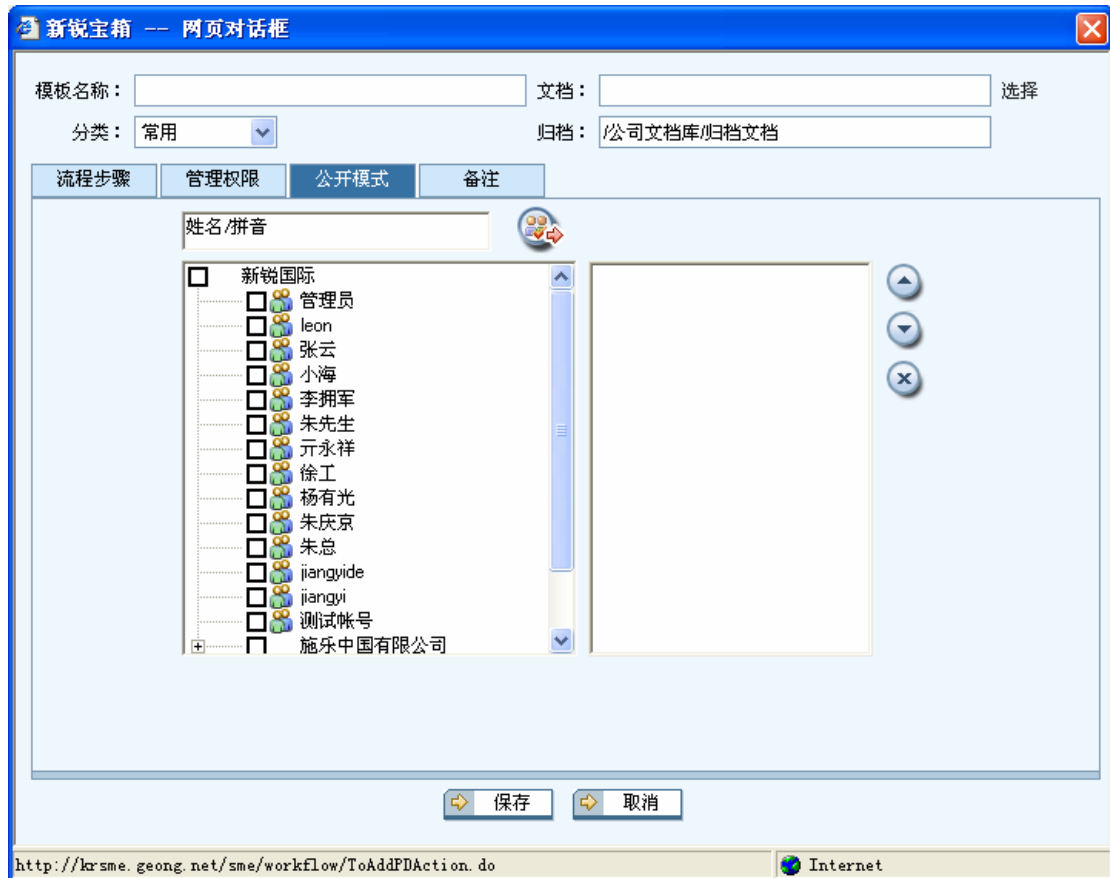 新锐宝箱 -- 网页对话框
模板名称： 文档： 选择
分类： 常用 归档： /公司文档库/归档文档
流程步骤 管理权限 公开模式 备注
姓名/拼音
新锐国际
管理员
leon
张云
小海
李拥军
朱先生
亓永祥
徐工
杨有光
朱庆京
朱总
jiangyide
jiangyi
测试帐号
施乐中国有限公司
保存 取消
http://krsme.geong.net/sme/workflow/ToAddPDAction.do Internet